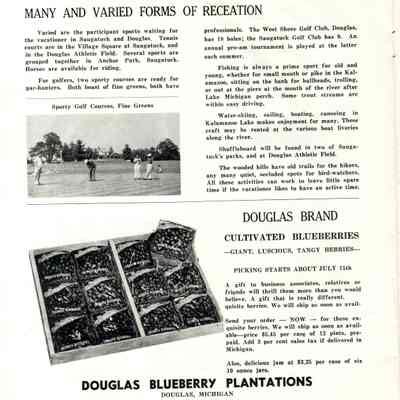 MANY AND VARIED FORMS OF RECEATION
Varied are the participant sports waiting for
the vacationer in Saugatuck and Douglas. Tennis
courts are in the Village Square at Saugatuck, and
in the Douglas Athletic Field. Several sports are
grouped together in Anchor Park, Saugatuck.
Horses are available for riding.
For golfers, two sporty courses are ready for
par-hunters. Both boast of fine greens, both have
Sporty Golf Courses, Fine Greens
professionals. The West Shore Golf Club, Douglas,
has 18 holes; the Saugatuck Golf Club has 9. An
annual pro-am tournament is played at the latter
each summer.
Fishing is always a prime sport for old and
young, whether for small mouth or pike in the Kal-
amazoo, sitting on the bank for bullheads, trolling,
or out at the piers at the mouth of the river after
Lake Michigan perch. Some trout streams are
within easy driving.
Water-skiing, sailing, boating, canoeing in
Kalamazoo Lake makes enjoyment for many. These
craft may be rented at the various boat liveries
along the river.
Shuffleboard will be found in two of Sauga-
tuck's parks, and at Douglas Athletic Field.
The wooded hills have old trails for the hikers,
any many quiet, secluded spots for bird-watchers.
All these activities can work to leave little spare
time if the vacationer likes to have an active time.
DOUGLAS BRAND
CULTIVATED BLUEBERRIES
—GIANT, LUSCIOUS, TANGY BERRIES—
PICKING STARTS ABOUT JULY 15th
A gift to business associates, relatives or
friends will thrill them more than you would
believe. A gift that is really different.
quisite berries. We will ship as soon as avail-
Send your order — NOW — for these ex-
quisite berries. We will ship as soon as avail-
able—price $5.45 per case of 12 pints, pre-
paid. Add 3 per cent sales tax if delivered in
Michigan.
Also, delicious jam at $3.25 per case of six
10 ounce jars.
DOUGLAS BLUEBERRY PLANTATIONS
DOUGLAS, MICHIGAN